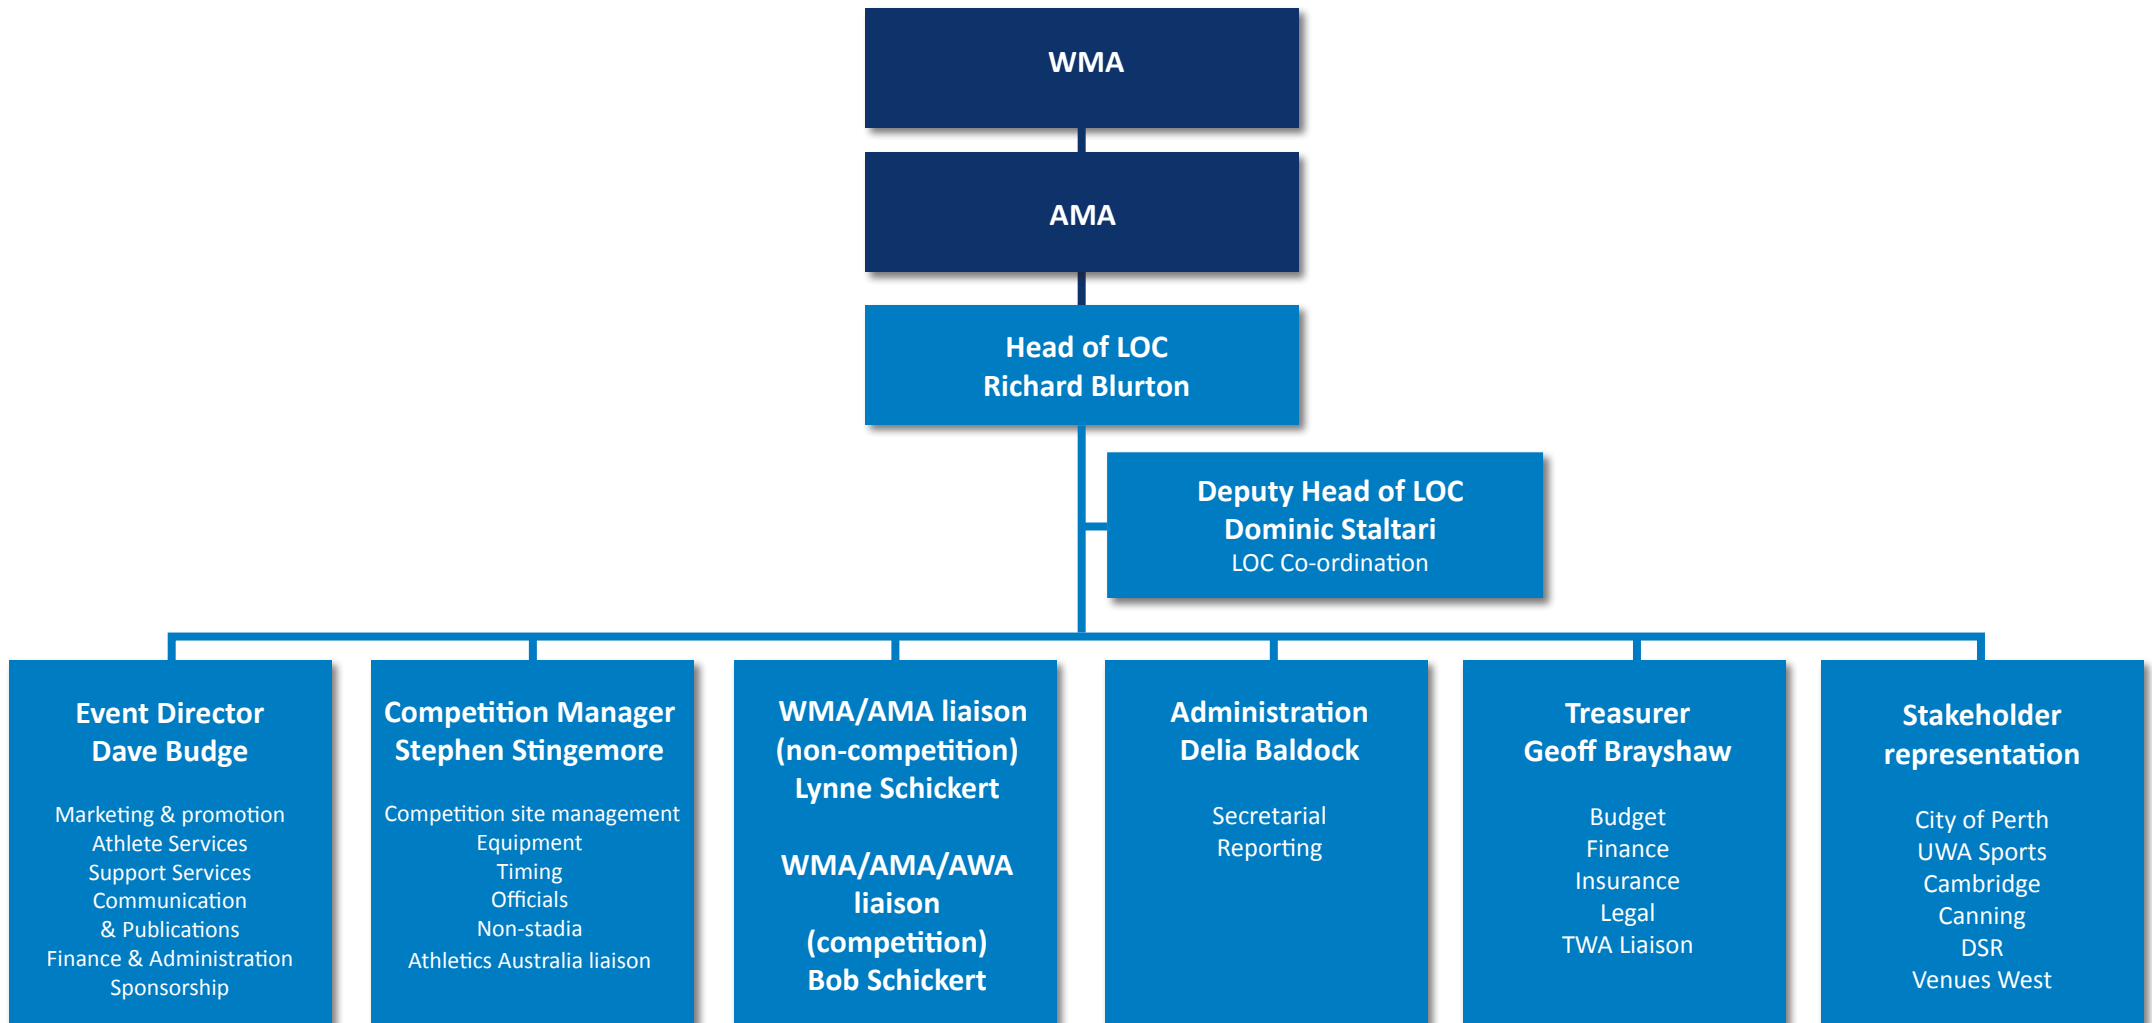 WMA
AMA
Head of LOC
Richard Blurton
Deputy Head of LOC
Dominic Staltari
LOC Co-ordination
Event Director
Dave Budge
Marketing & promotion
Athlete Services
Support Services
Communication
& Publications
Finance & Administration
Sponsorship
Competition Manager
Stephen Stingemore
Competition site management
Equipment
Timing
Officials
Non-stadia
Athletics Australia liaison
WMA/AMA liaison
(non-competition)
Lynne Schickert
WMA/AMA/AWA
liaison
(competition)
Bob Schickert
Administration
Delia Baldock
Secretarial
Reporting
Treasurer
Geoff Brayshaw
Budget
Finance
Insurance
Legal
TWA Liaison
Stakeholder
representation
City of Perth
UWA Sports
Cambridge
Canning
DSR
Venues West